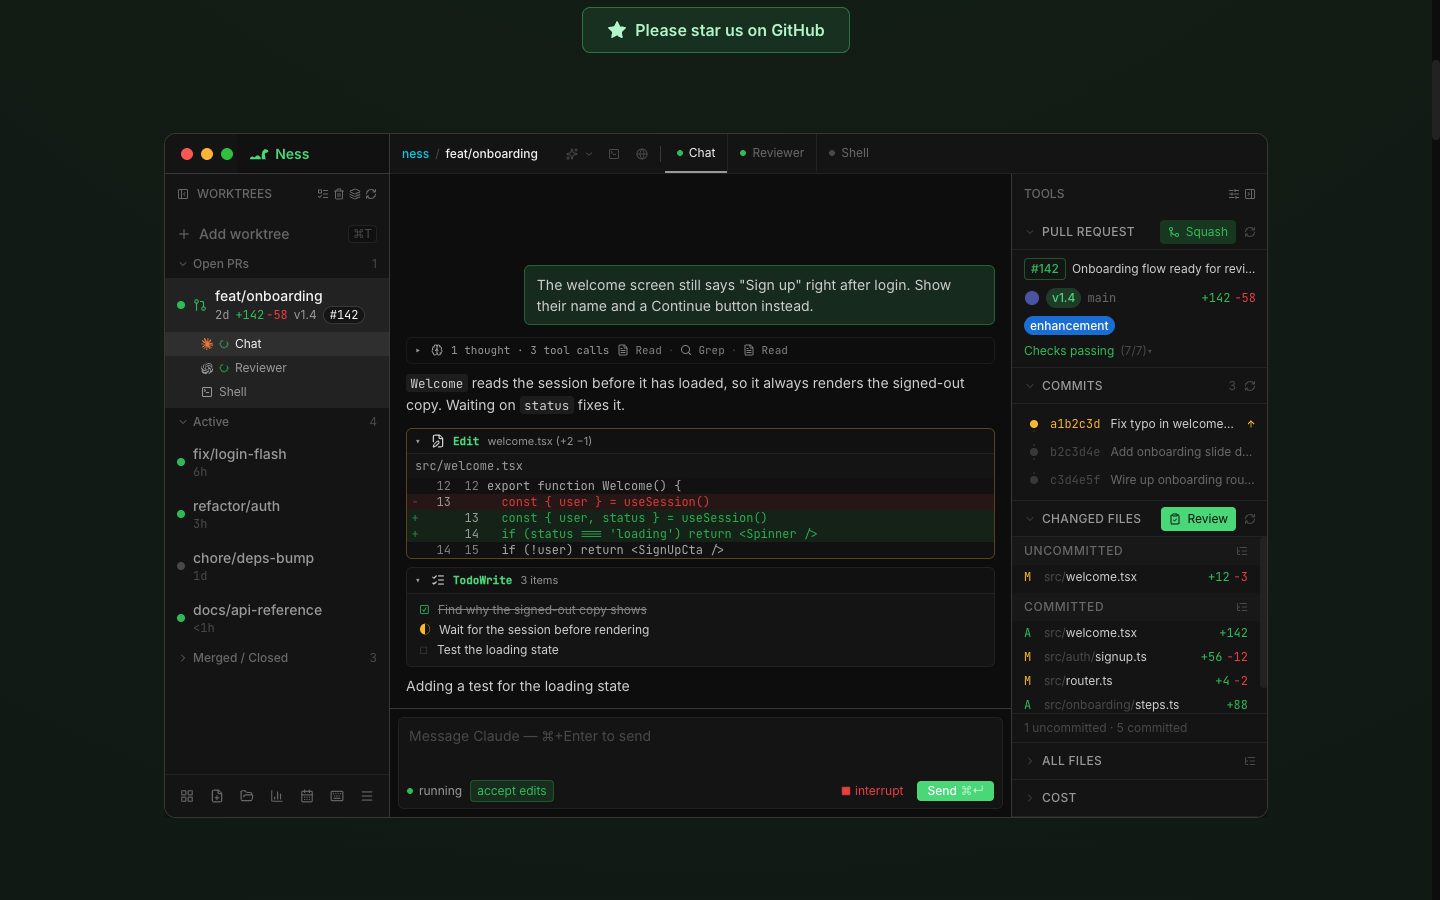 Please star us on GitHub
Ness
ness / feat/onboarding
Chat
Reviewer
Shell
WORKTREES
Add worktree ⌘T
Open PRs 1
feat/onboarding
2d +142 -58 v1.4 #142
Chat
Reviewer
Shell
Active 4
fix/login-flash
6h
refactor/auth
3h
chore/deps-bump
1d
docs/api-reference
<1h
Merged / Closed 3
The welcome screen still says "Sign up" right after login. Show
their name and a Continue button instead.
1 thought · 3 tool calls Read · Grep · Read
Welcome reads the session before it has loaded, so it always renders the signed-out
copy. Waiting on status fixes it.
Edit welcome.tsx (+2 −1)
src/welcome.tsx
12 12 export function Welcome() {
- 13 const { user } = useSession()
+ 13 const { user, status } = useSession()
+ 14 if (status === 'loading') return <Spinner />
14 15 if (!user) return <SignUpCta />
TodoWrite 3 items
Find why the signed-out copy shows
Wait for the session before rendering
Test the loading state
Adding a test for the loading state
Message Claude — ⌘+Enter to send
running accept edits interrupt Send ⌘↵
TOOLS
PULL REQUEST Squash
#142 Onboarding flow ready for revi...
v1.4 main +142 -58
enhancement
Checks passing (7/7)
COMMITS 3
a1b2c3d Fix typo in welcome... ↑
b2c3d4e Add onboarding slide d...
c3d4e5f Wire up onboarding rou...
CHANGED FILES Review
UNCOMMITTED
M src/welcome.tsx +12 -3
COMMITTED
A src/welcome.tsx +142
M src/auth/signup.ts +56 -12
M src/router.ts +4 -2
A src/onboarding/steps.ts +88
1 uncommitted · 5 committed
ALL FILES
COST